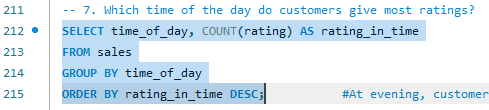 211 -- 7. Which time of the day do customers give most ratings?
212 SELECT time_of_day, COUNT(rating) AS rating_in_time
213 FROM sales
214 GROUP BY time_of_day
215 ORDER BY rating_in_time DESC; #At evening, customer